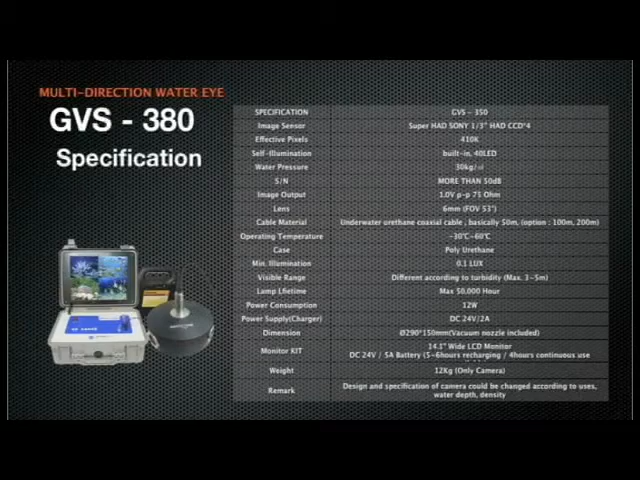 MULTI-DIRECTION WATER EYE
GVS - 380
Specification
SPECIFICATION GVS - 350
Image Sensor Super HAD SONY 1/3" HAD CCD*4
Effective Pixels 410K
Self-Illumination built-in, 40LED
Water Pressure 30kg/㎠
S/N MORE THAN 50dB
Image Output 1.0V p-p 75 Ohm
Lens 6mm (FOV 53°)
Cable Material Underwater urethane coaxial cable , basically 50m, (option : 100m, 200m)
Operating Temperature -30℃~60℃
Case Poly Urethane
Min. Illumination 0.1 LUX
Visible Range Different according to turbidity (Max. 3~5m)
Lamp Lfietime Max 50,000 Hour
Power Consumption 12W
Power Supply(Charger) DC 24V/2A
Dimension Ø290*150mm(Vacuum nozzle included)
Monitor KIT 14.1" Wide LCD Monitor
DC 24V / 5A Battery (5~6hours recharging / 4hours continuous use
Weight 12Kg (Only Camera)
Remark Design and specification of camera could be changed according to uses,
water depth, density